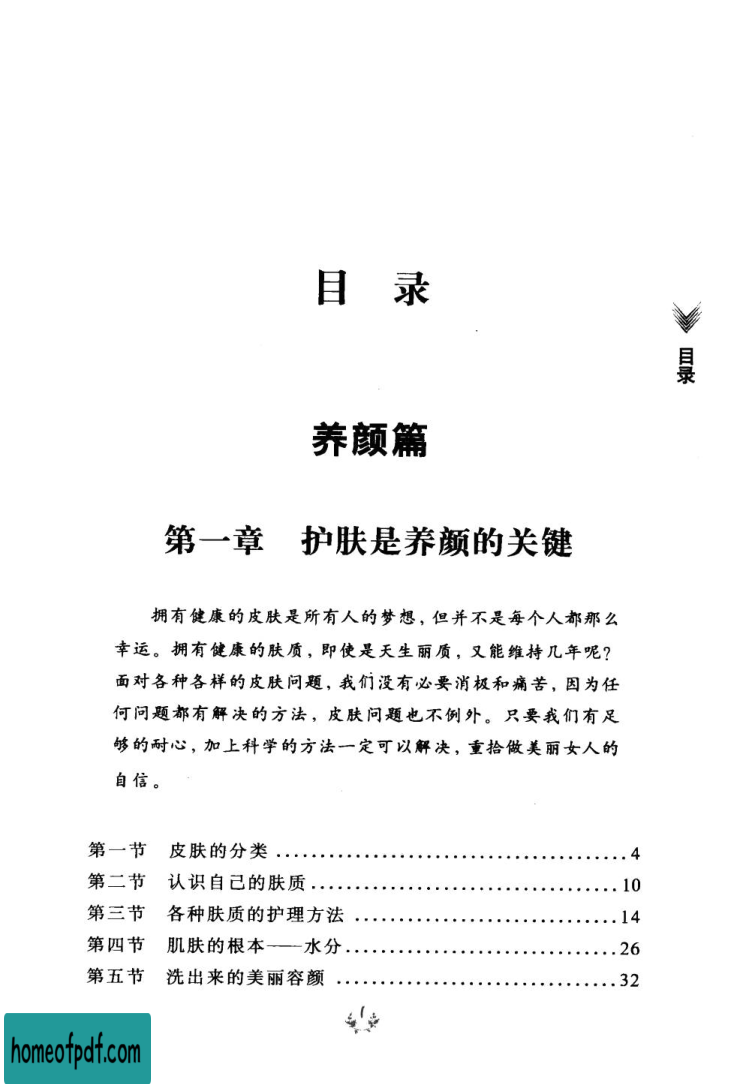 目 录
目录
养颜篇
第一章 护肤是养颜的关键
拥有健康的皮肤是所有人的梦想，但并不是每个人都那么
幸运。拥有健康的肤质，即使是天生丽质，又能维持几年呢？
面对各种各样的皮肤问题，我们没有必要消极和痛苦，因为任
何问题都有解决的方法，皮肤问题也不例外。只要我们有足
够的耐心，加上科学的方法一定可以解决，重拾做美丽女人的
自信。
第一节 皮肤的分类 ……………………………… 4
第二节 认识自己的肤质 ……………………………… 10
第三节 各种肤质的护理方法 ……………………………… 14
第四节 肌肤的根本——水分 ……………………………… 26
第五节 洗出来的美丽容颜 ……………………………… 32
1
homeofpdf.com